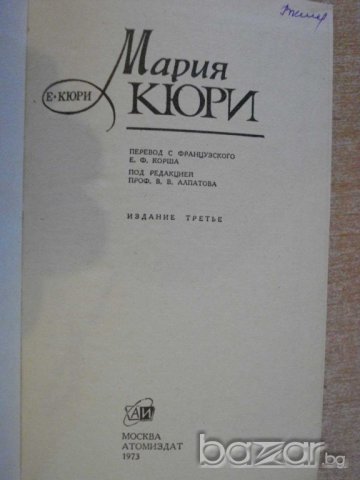 Мария
Е·КЮРИ
КЮРИ
ПЕРЕВОД С ФРАНЦУЗСКОГО
Е. Ф. КОРША
ПОД РЕДАКЦИЕЙ
ПРОФ. В. В. АЛПАТОВА
ИЗДАНИЕ ТРЕТЬЕ
АИ
МОСКВА
АТОМИЗДАТ
1973
bazar.bg